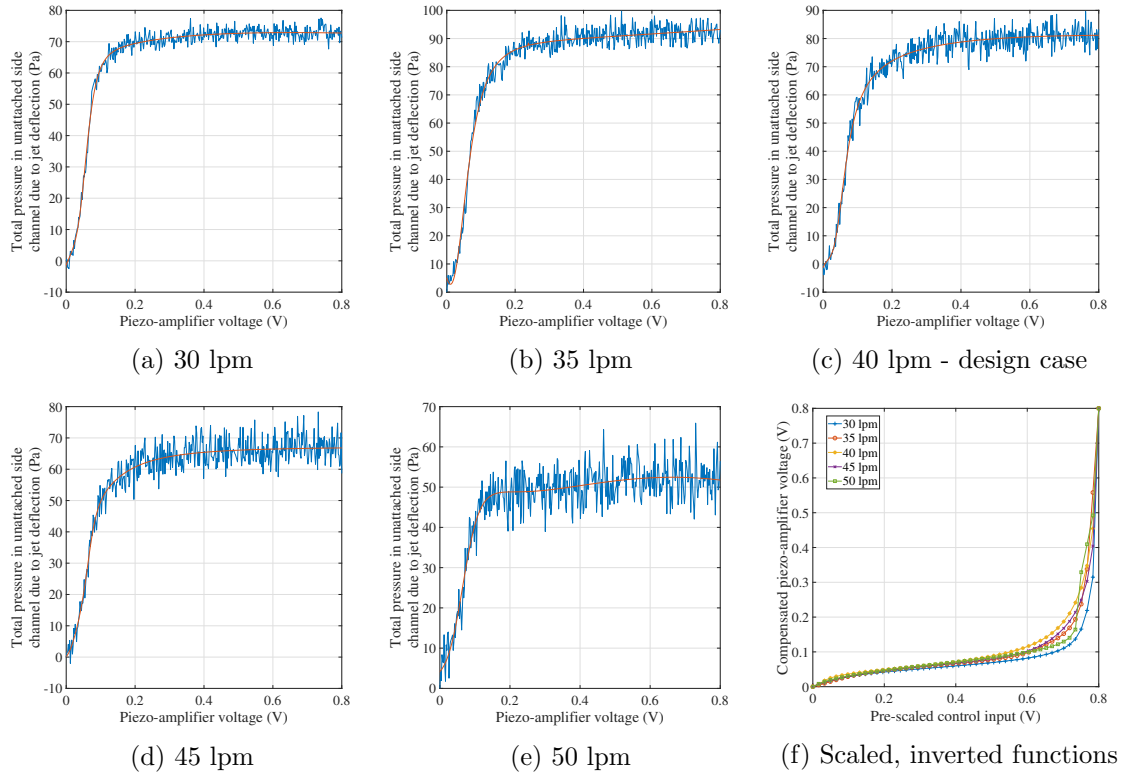 80
70
60
50
40
30
20
10
0
-10
Total pressure in unattached side
channel due to jet deflection (Pa)
0 0.2 0.4 0.6 0.8
Piezo-amplifier voltage (V)
(a) 30 lpm
100
90
80
70
60
50
40
30
20
10
0
Total pressure in unattached side
channel due to jet deflection (Pa)
0 0.2 0.4 0.6 0.8
Piezo-amplifier voltage (V)
(b) 35 lpm
90
80
70
60
50
40
30
20
10
0
-10
Total pressure in unattached side
channel due to jet deflection (Pa)
0 0.2 0.4 0.6 0.8
Piezo-amplifier voltage (V)
(c) 40 lpm - design case
80
70
60
50
40
30
20
10
0
-10
Total pressure in unattached side
channel due to jet deflection (Pa)
0 0.2 0.4 0.6 0.8
Piezo-amplifier voltage (V)
(d) 45 lpm
70
60
50
40
30
20
10
0
Total pressure in unattached side
channel due to jet deflection (Pa)
0 0.2 0.4 0.6 0.8
Piezo-amplifier voltage (V)
(e) 50 lpm
0.8
0.7
0.6
0.5
0.4
0.3
0.2
0.1
0
Compensated piezo-amplifier voltage (V)
30 lpm
35 lpm
40 lpm
45 lpm
50 lpm
0 0.2 0.4 0.6 0.8
Pre-scaled control input (V)
(f) Scaled, inverted functions